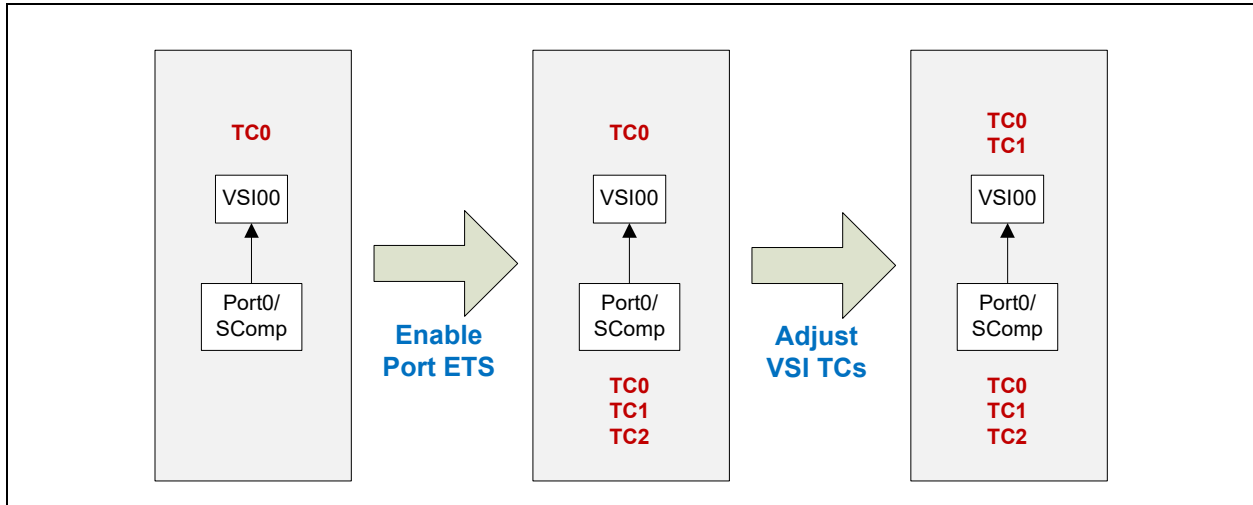 TC0
VSI00
Port0/
SComp
Enable
Port ETS
TC0
VSI00
Port0/
SComp
TC0
TC1
TC2
Adjust
VSI TCs
TC0
TC1
VSI00
Port0/
SComp
TC0
TC1
TC2